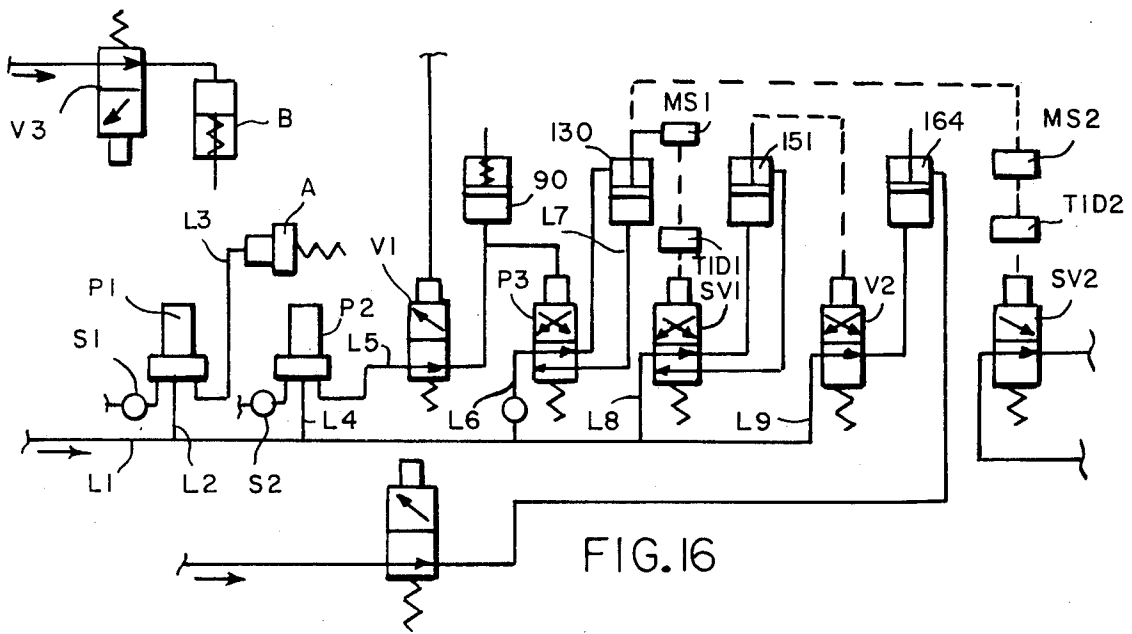 V3
B
130
MS1
151
164
MS2
90
A
L3
L7
TID2
P1
V1
TID1
P3
SV1
V2
SV2
S1
P2
L5
L6
L8
L9
L1
L2
S2
L4
FIG.16